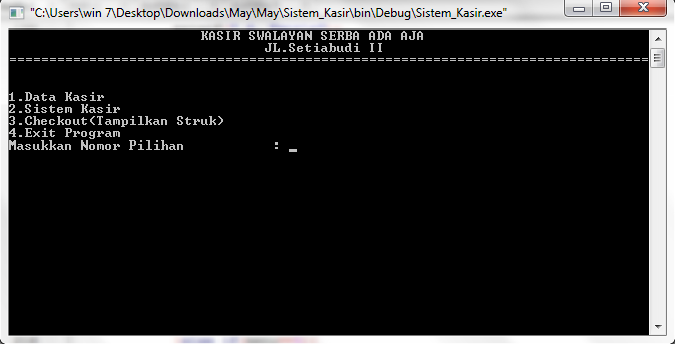 "C:\Users\win 7\Desktop\Downloads\May\May\Sistem_Kasir\bin\Debug\Sistem_Kasir.exe"
KASIR SWALAYAN SERBA ADA AJA
JL.Setiabudi II
================================================================================
1.Data Kasir
2.Sistem Kasir
3.Checkout(Tampilkan Struk)
4.Exit Program
Masukkan Nomor Pilihan : _